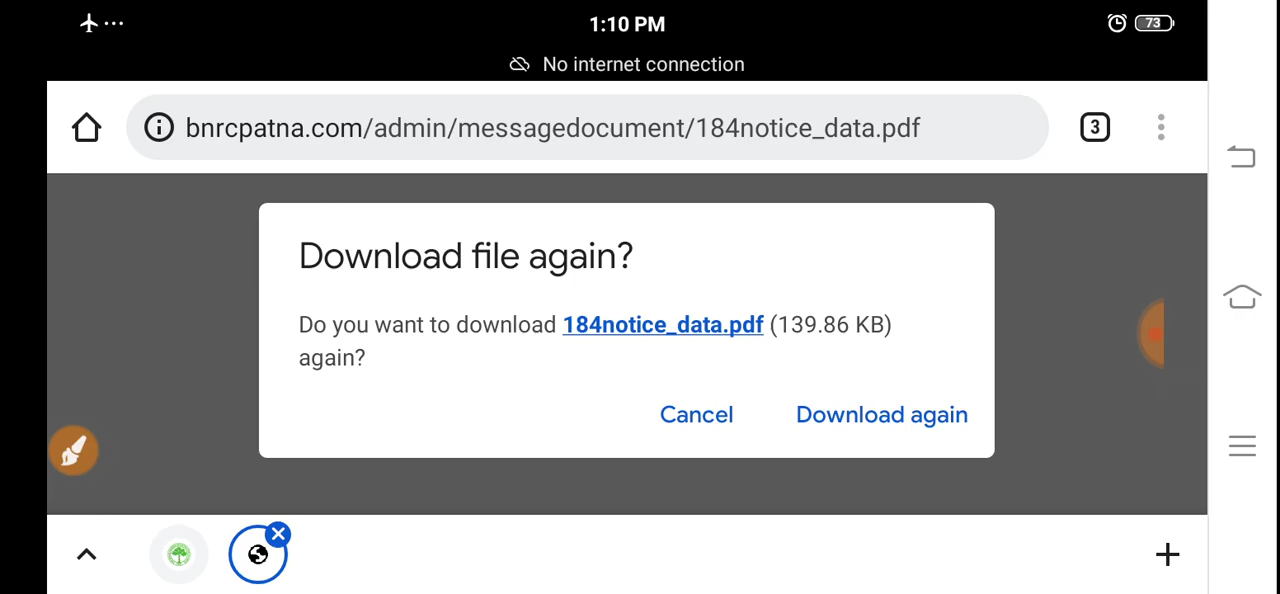 1:10 PM
73
No internet connection
bnrcpatna.com/admin/messagedocument/184notice_data.pdf
3
Download file again?
Do you want to download 184notice_data.pdf (139.86 KB)
again?
Cancel Download again